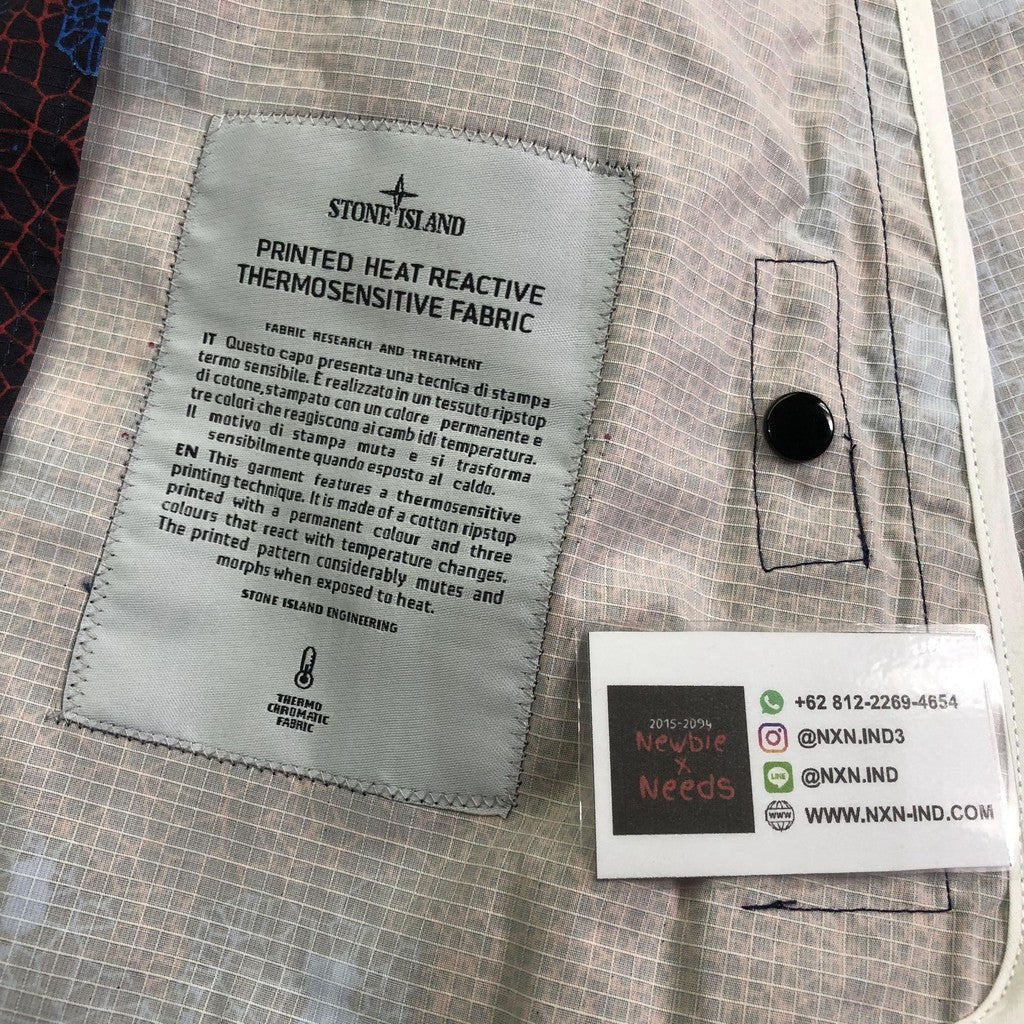 STONE ISLAND
PRINTED HEAT REACTIVE
THERMOSENSITIVE FABRIC
FABRIC RESEARCH AND TREATMENT
IT Questo capo presenta una tecnica di stampa
termo sensibile. È realizzato in un tessuto ripstop
di cotone, stampato con un colore permanente e
tre colori che reagiscono ai camb idi temperatura.
Il motivo di stampa muta e si trasforma
sensibilmente quando esposto al caldo.
EN This garment features a thermosensitive
printing technique. It is made of a cotton ripstop
printed with a permanent colour and three
colours that react with temperature changes.
The printed pattern considerably mutes and
morphs when exposed to heat.
STONE ISLAND ENGINEERING
THERMO
CHROMATIC
FABRIC
2015-2094
Newbie
x
Needs
+62 812-2269-4654
@NXN.IND3
LINE
@NXN.IND
WWW
WWW.NXN-IND.COM